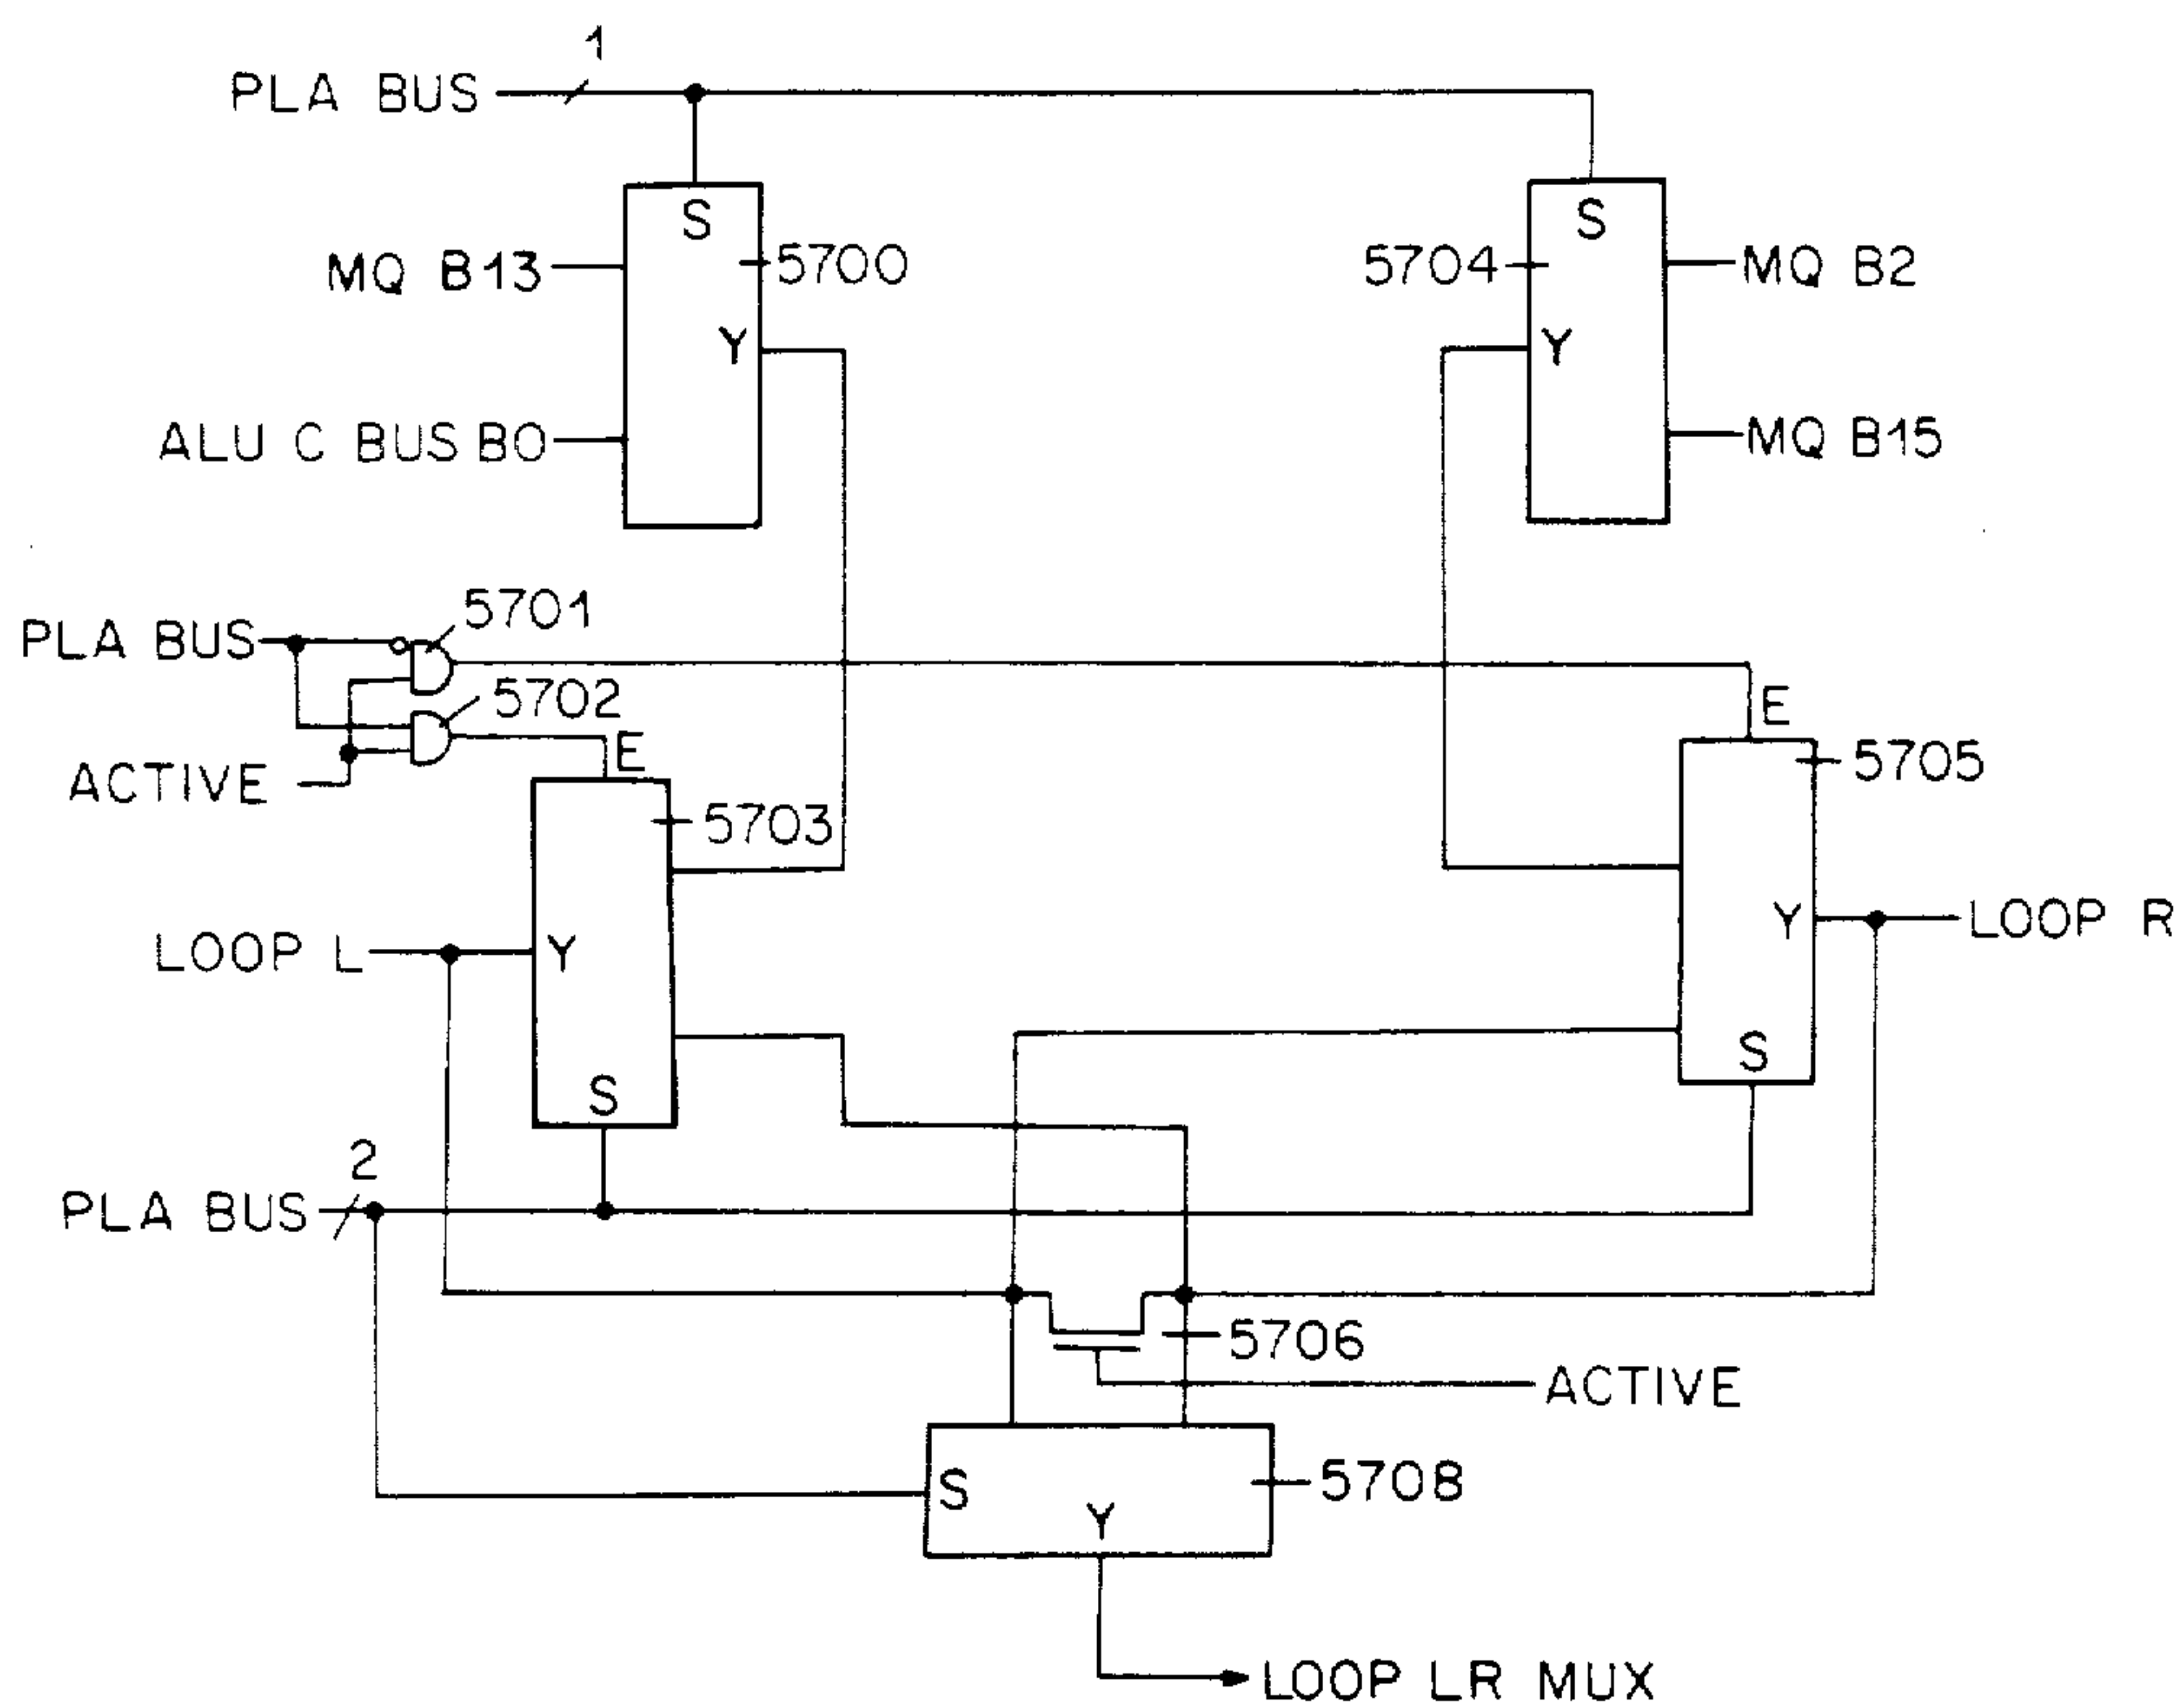 1
PLA BUS
S
S
MQ B13
5700
5704
MQ B2
Y
Y
ALU C BUS B0
MQ B15
5701
PLA BUS
5702
E
E
ACTIVE
5705
5703
LOOP L
Y
Y
LOOP R
S
S
2
PLA BUS
5706
ACTIVE
S
5708
Y
LOOP LR MUX